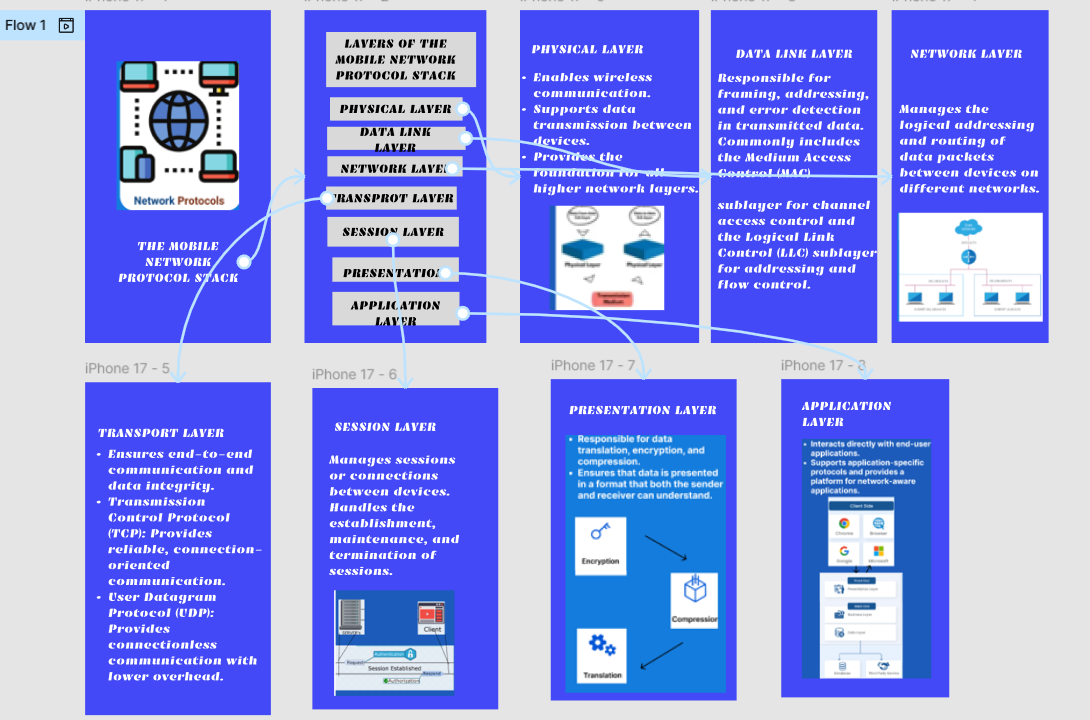 Flow 1
Network Protocols
THE MOBILE
NETWORK
PROTOCOL STACK
LAYERS OF THE
MOBILE NETWORK
PROTOCOL STACK
PHYSICAL LAYER
DATA LINK
LAYER
NETWORK LAYER
TRANSPROT LAYER
SESSION LAYER
PRESENTATION
APPLICATION
LAYER
PHYSICAL LAYER
• Enables wireless
communication.
• Supports data
transmission between
devices.
• Provides the
foundation for all
higher network layers.
Physical Layer
Physical Layer
Transmission
Medium
DATA LINK LAYER
Responsible for
framing, addressing,
and error detection
in transmitted data.
Commonly includes
the Medium Access
Control (MAC)
sublayer for channel
access control and
the Logical Link
Control (LLC) sublayer
for addressing and
flow control.
NETWORK LAYER
Manages the
logical addressing
and routing of
data packets
between devices on
different networks.
iPhone 17 - 5
TRANSPORT LAYER
• Ensures end-to-end
communication and
data integrity.
• Transmission
Control Protocol
(TCP): Provides
reliable, connection-
oriented
communication.
• User Datagram
Protocol (UDP):
Provides
connectionless
communication with
lower overhead.
iPhone 17 - 6
SESSION LAYER
Manages sessions
or connections
between devices.
Handles the
establishment,
maintenance, and
termination of
sessions.
Client
Authentication
Request
Session Established
Respond
Authorization
iPhone 17 - 7
PRESENTATION LAYER
• Responsible for data
translation, encryption, and
compression.
• Ensures that data is presented
in a format that both the sender
and receiver can understand.
Encryption
Compression
Translation
iPhone 17 - 8
APPLICATION
LAYER
• Interacts directly with end-user
applications.
• Supports application-specific
protocols and provides a
platform for network-aware
applications.
Client Side
Chrome
Browser
Google
Microsoft
Presentation Layer
Business Layer
Data Layer
Database